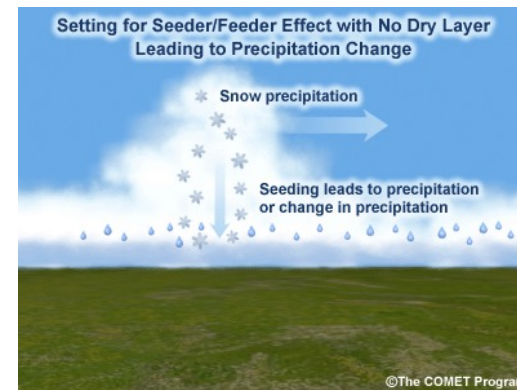 Setting for Seeder/Feeder Effect with No Dry Layer
Leading to Precipitation Change
Snow precipitation
Seeding leads to precipitation
or change in precipitation
©The COMET Program